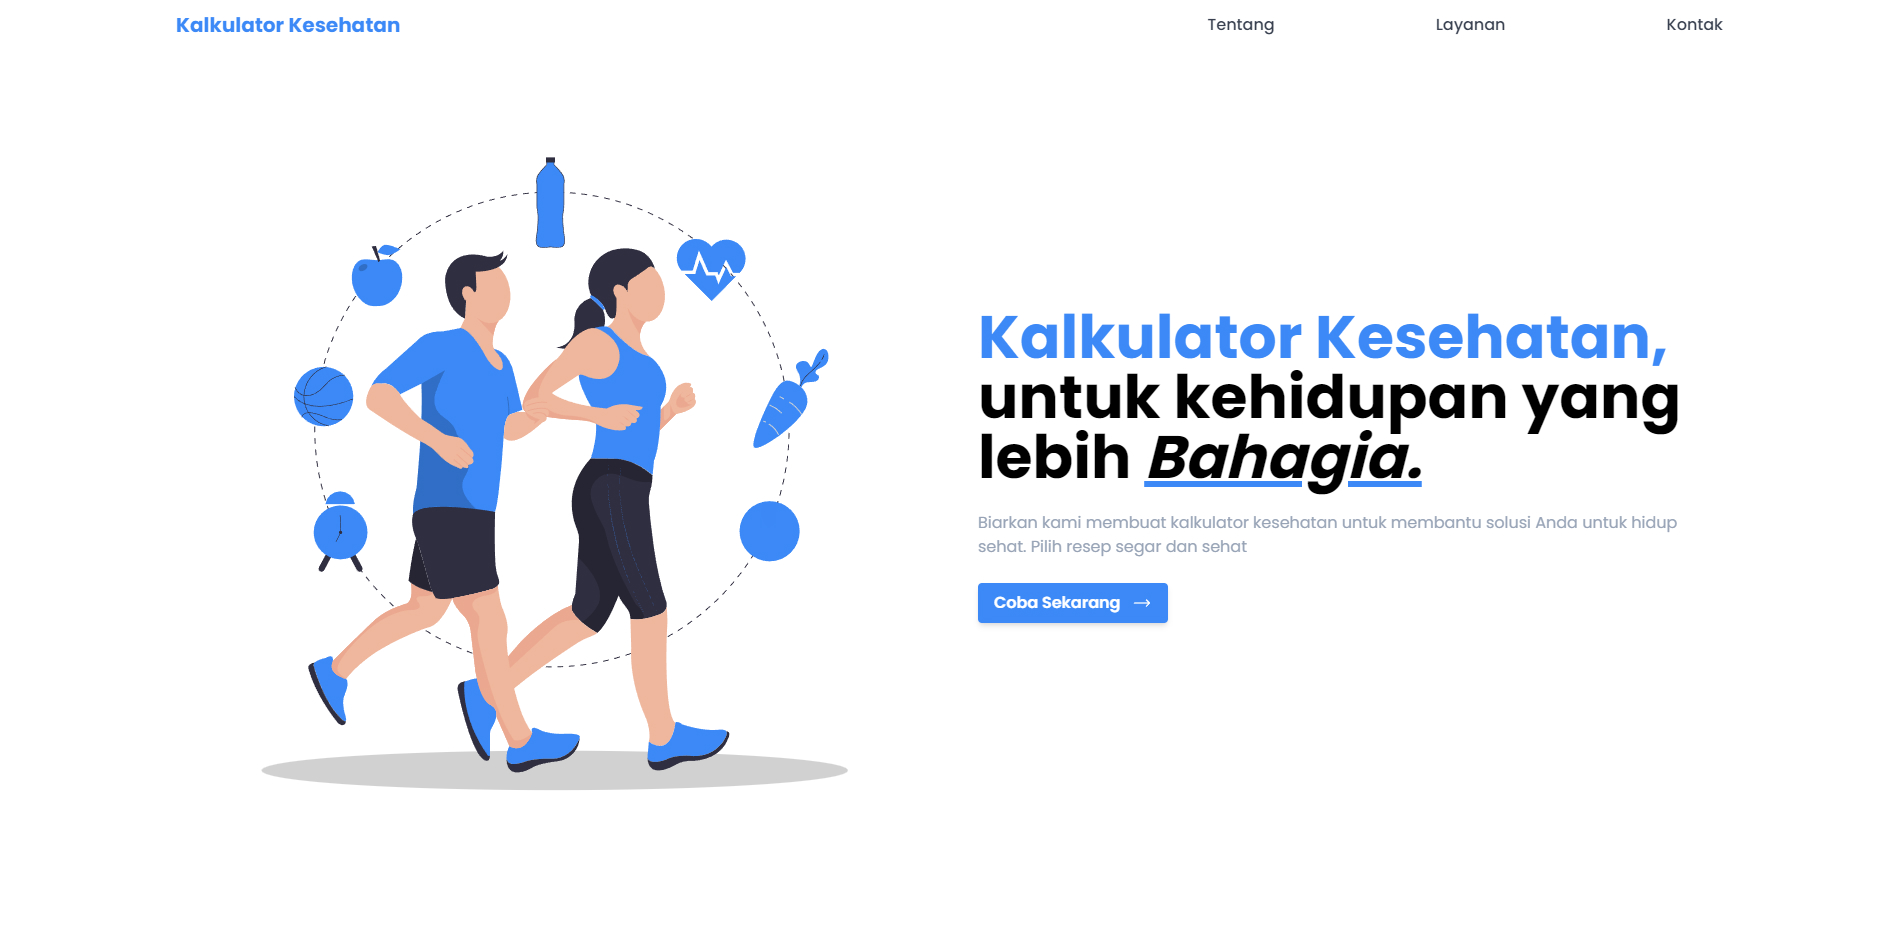 Kalkulator Kesehatan
Tentang
Layanan
Kontak
Kalkulator Kesehatan,
untuk kehidupan yang
lebih Bahagia.
Biarkan kami membuat kalkulator kesehatan untuk membantu solusi Anda untuk hidup
sehat. Pilih resep segar dan sehat
Coba Sekarang →